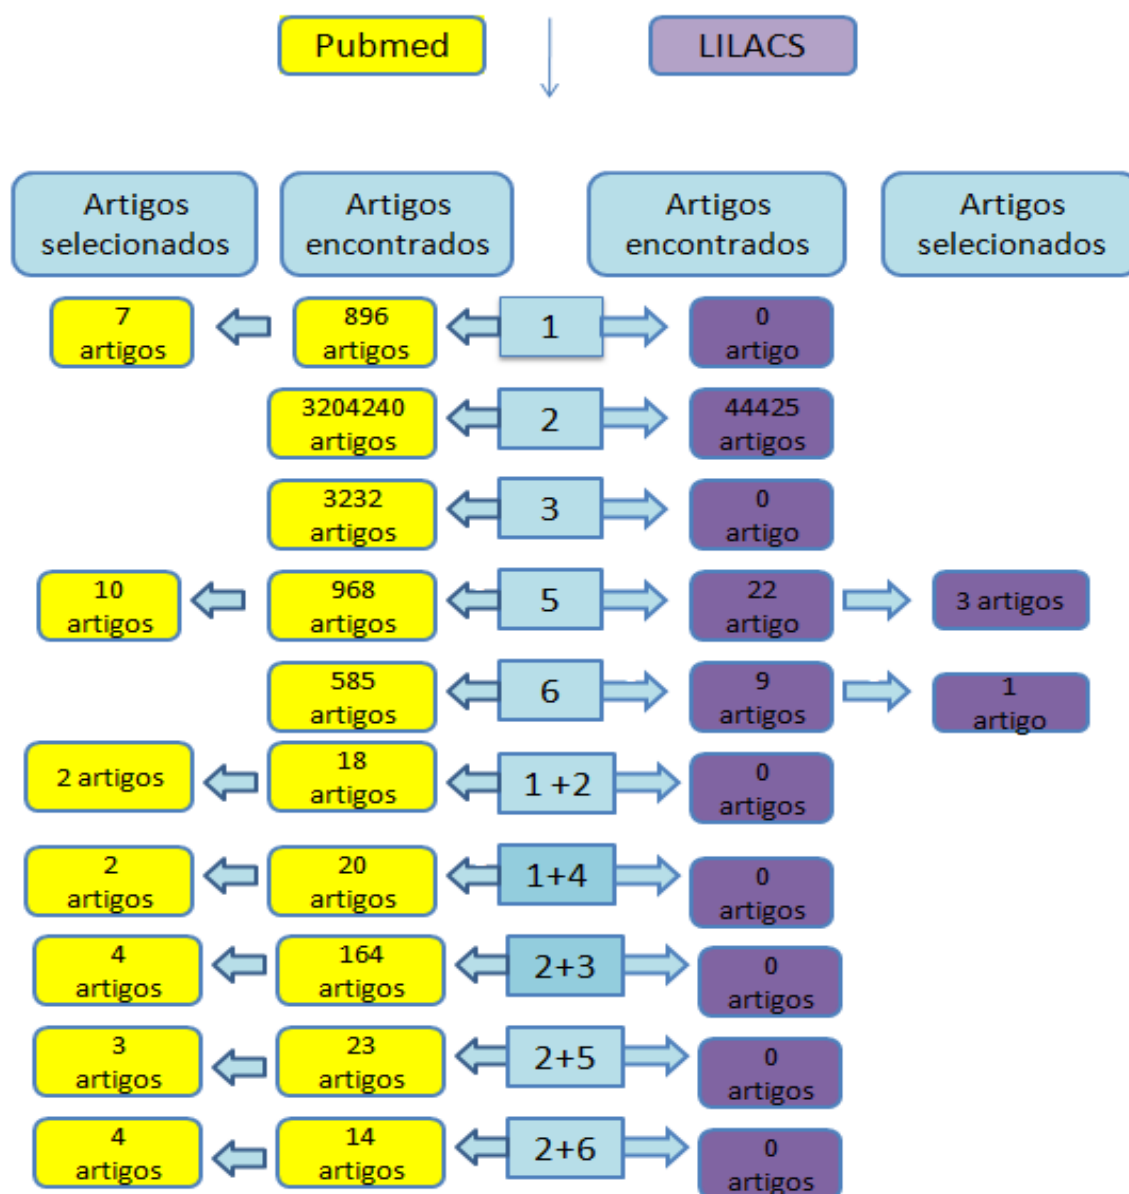 Pubmed
LILACS
Artigos
selecionados
Artigos
encontrados
Artigos
encontrados
Artigos
selecionados
7
artigos
896
artigos
1
0
artigo
3204240
artigos
2
44425
artigos
3232
artigos
3
0
artigo
10
artigos
968
artigos
5
22
artigo
3 artigos
585
artigos
6
9
artigos
1
artigo
2 artigos
18
artigos
1 +2
0
artigos
2
artigos
20
artigos
1+4
0
artigos
4
artigos
164
artigos
2+3
0
artigos
3
artigos
23
artigos
2+5
0
artigos
4
artigos
14
artigos
2+6
0
artigos